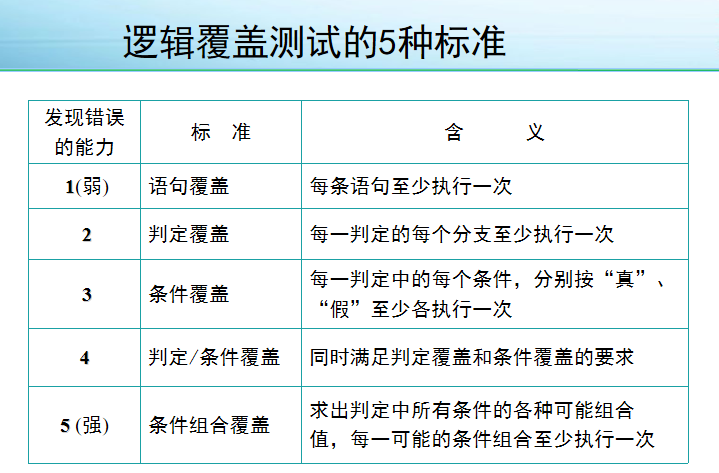 逻辑覆盖测试的5种标准
发现错误
的能力
标 准
含 义
1(弱)
语句覆盖
每条语句至少执行一次
2
判定覆盖
每一判定的每个分支至少执行一次
3
条件覆盖
每一判定中的每个条件，分别按“真”、
“假”至少各执行一次
4
判定/条件覆盖
同时满足判定覆盖和条件覆盖的要求
5(强)
条件组合覆盖
求出判定中所有条件的各种可能组合
值，每一可能的条件组合至少执行一次